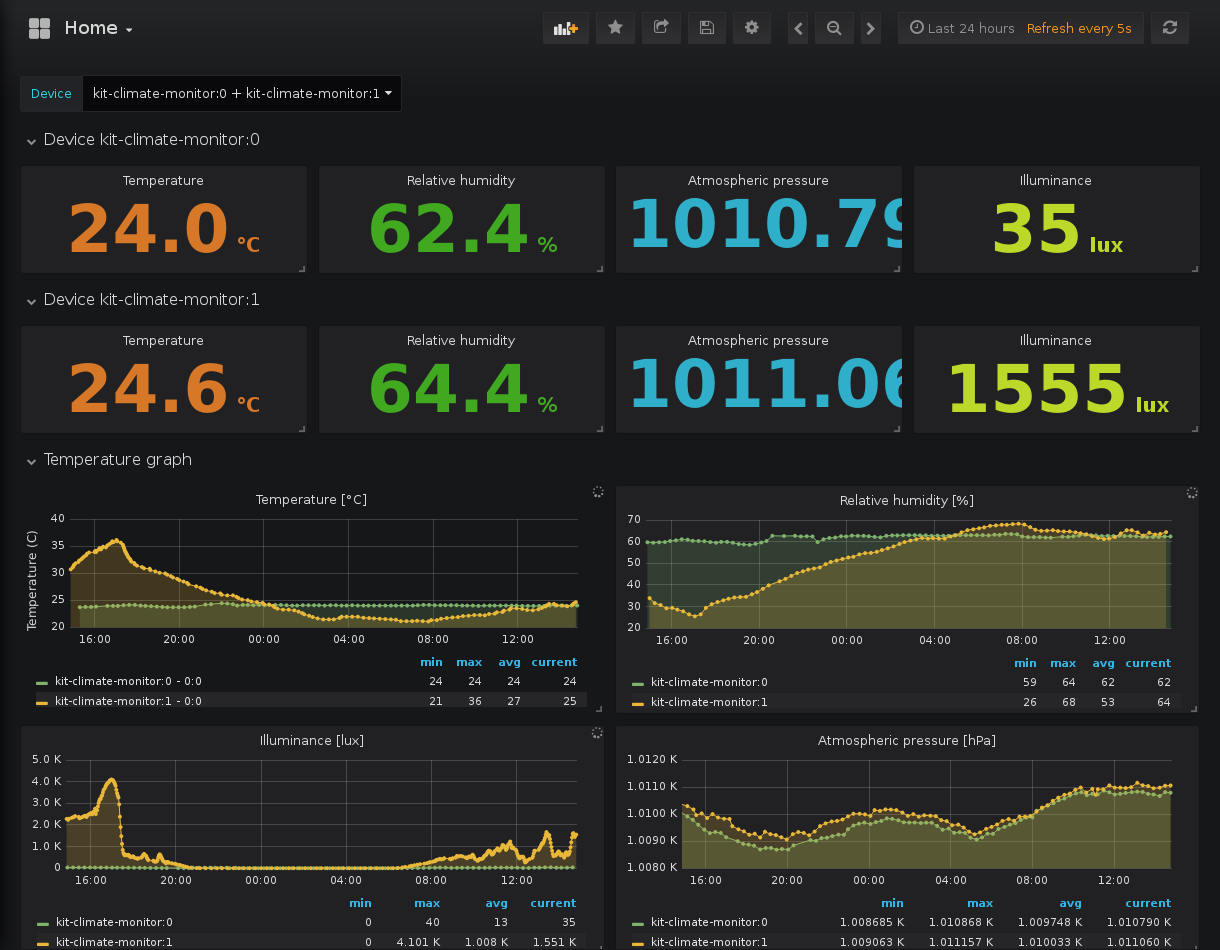 Home
Last 24 hours Refresh every 5s
Device kit-climate-monitor:0 + kit-climate-monitor:1
Device kit-climate-monitor:0
Temperature Relative humidity Atmospheric pressure Illuminance
24.0 °C 62.4 % 1010.79 35 lux
Device kit-climate-monitor:1
Temperature Relative humidity Atmospheric pressure Illuminance
24.6 °C 64.4 % 1011.06 1555 lux
Temperature graph
Temperature [°C]
Temperature (C)
40
35
30
25
20
16:00 20:00 00:00 04:00 08:00 12:00
min max avg current
kit-climate-monitor:0 - 0:0 24 24 24 24
kit-climate-monitor:1 - 0:0 21 36 27 25
Relative humidity [%]
70
60
50
40
30
20
16:00 20:00 00:00 04:00 08:00 12:00
min max avg current
kit-climate-monitor:0 59 64 62 62
kit-climate-monitor:1 26 68 53 64
Illuminance [lux]
5.0 K
4.0 K
3.0 K
2.0 K
1.0 K
0
16:00 20:00 00:00 04:00 08:00 12:00
min max avg current
kit-climate-monitor:0 0 40 13 35
kit-climate-monitor:1 0 4.101 K 1.008 K 1.551 K
Atmospheric pressure [hPa]
1.0120 K
1.0110 K
1.0100 K
1.0090 K
1.0080 K
16:00 20:00 00:00 04:00 08:00 12:00
min max avg current
kit-climate-monitor:0 1.008685 K 1.010868 K 1.009748 K 1.010790 K
kit-climate-monitor:1 1.009063 K 1.011157 K 1.010033 K 1.011060 K